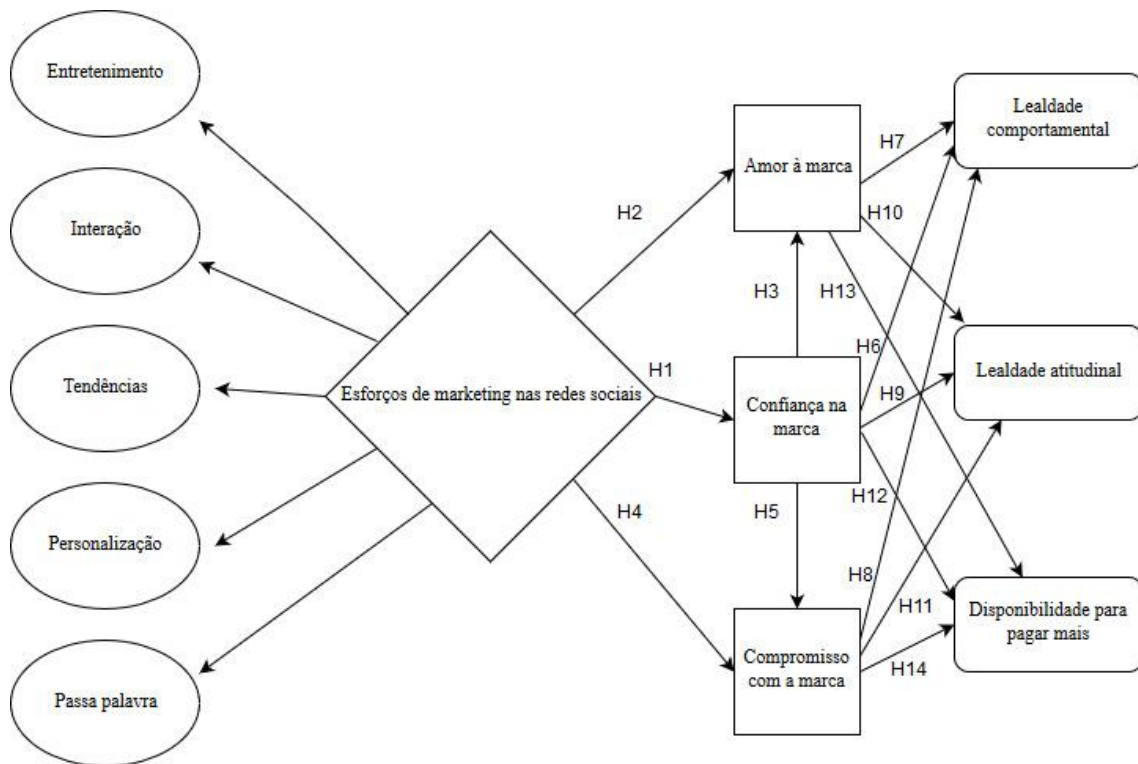 Entretenimento
Interação
Tendências
Personalização
Passa palavra
Esforços de marketing nas redes sociais
H2
H1
H4
Amor à marca
H3
Confiança na
marca
H5
Compromisso
com a marca
H7
H10
H13
H6
H9
H12
H8
H11
H14
Lealdade
comportamental
Lealdade atitudinal
Disponibilidade para
pagar mais